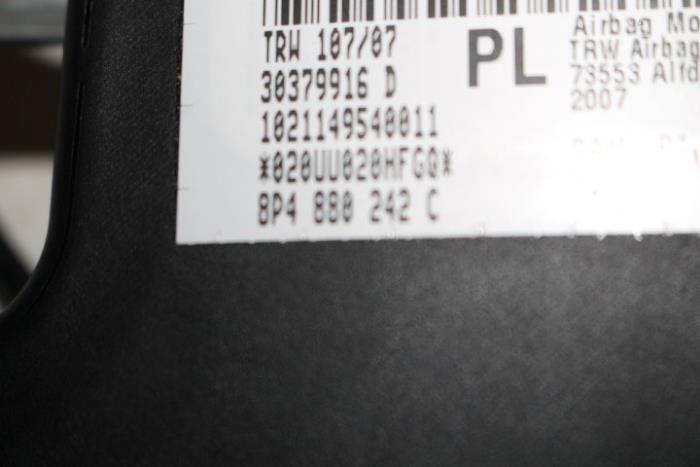 TRW 107/07
30379916 D
1021149540011
*020UU020HFGQ*
8P4 880 242 C
PL
Airbag Mo
TRW Airbag
73553 Alfd
2007